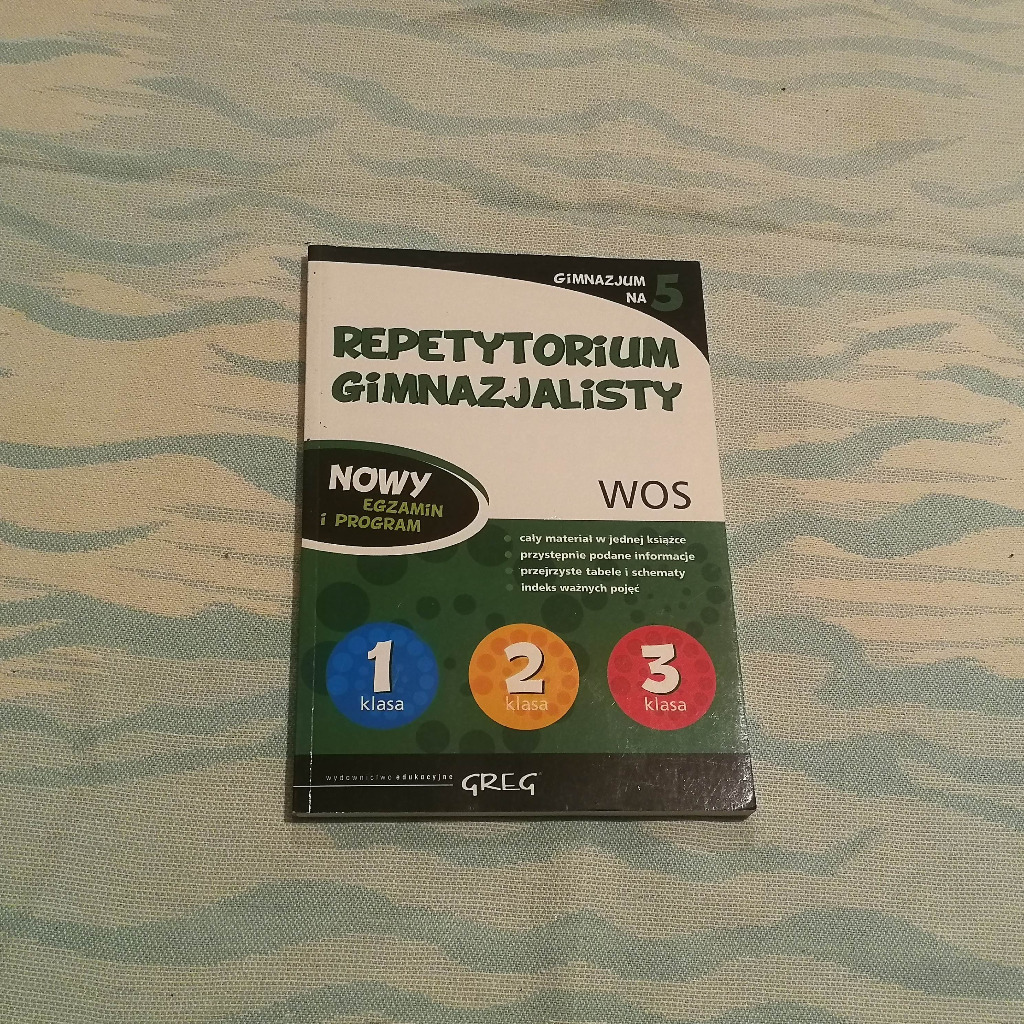 GiMNAZJUM
NA 5
REPETYTORiUM
GiMNAZJALiSTY
NOWY
EGZAMiN
i PROGRAM
WOS
cały materiał w jednej książce
przystępnie podane informacje
przejrzyste tabele i schematy
indeks ważnych pojęć
1
klasa
2
klasa
3
klasa
wydawnictwo edukacyjne GREG